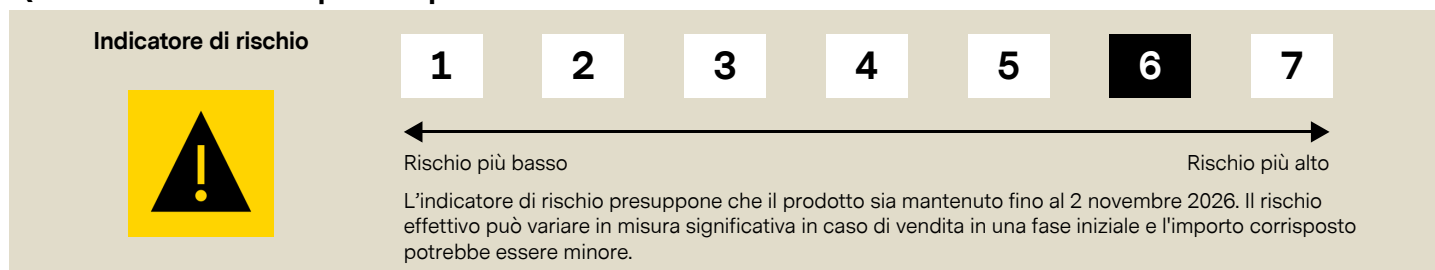 Indicatore di rischio
1 2 3 4 5 6 7
Rischio più basso Rischio più alto
L'indicatore di rischio presuppone che il prodotto sia mantenuto fino al 2 novembre 2026. Il rischio
effettivo può variare in misura significativa in caso di vendita in una fase iniziale e l'importo corrisposto
potrebbe essere minore.